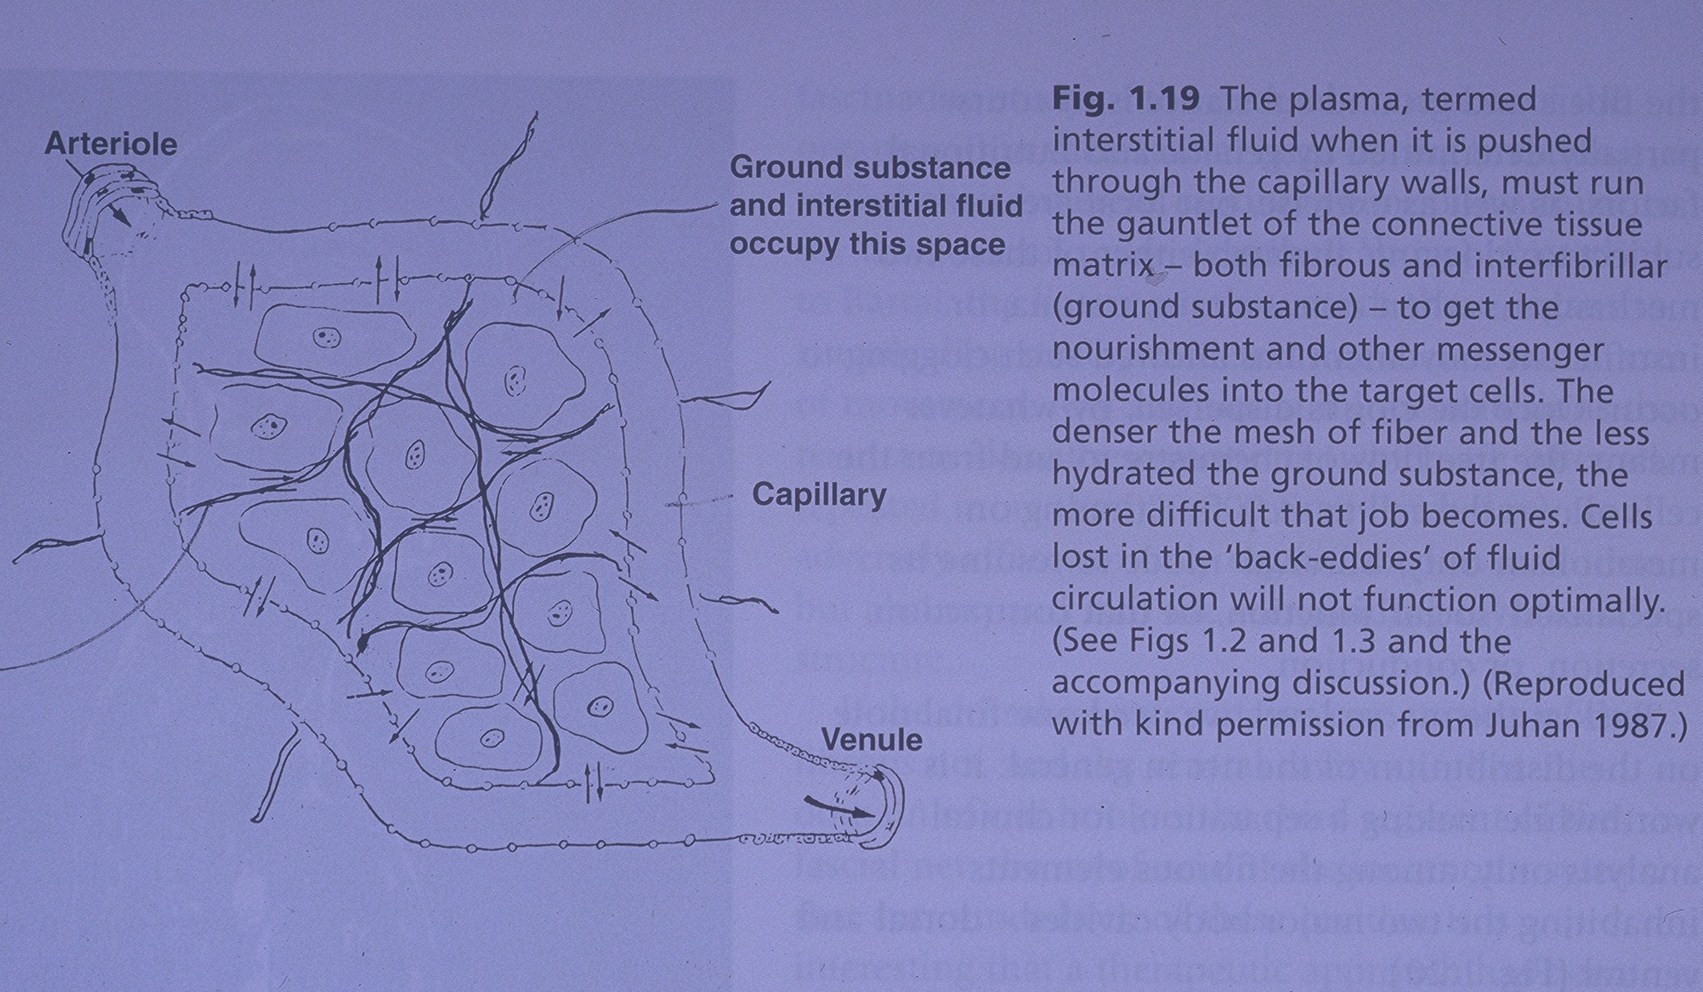 Arteriole
Ground substance
and interstitial fluid
occupy this space
Capillary
Venule
Fig. 1.19 The plasma, termed
interstitial fluid when it is pushed
through the capillary walls, must run
the gauntlet of the connective tissue
matrix – both fibrous and interfibrillar
(ground substance) – to get the
nourishment and other messenger
molecules into the target cells. The
denser the mesh of fiber and the less
hydrated the ground substance, the
more difficult that job becomes. Cells
lost in the ‘back-eddies’ of fluid
circulation will not function optimally.
(See Figs 1.2 and 1.3 and the
accompanying discussion.) (Reproduced
with kind permission from Juhan 1987.)